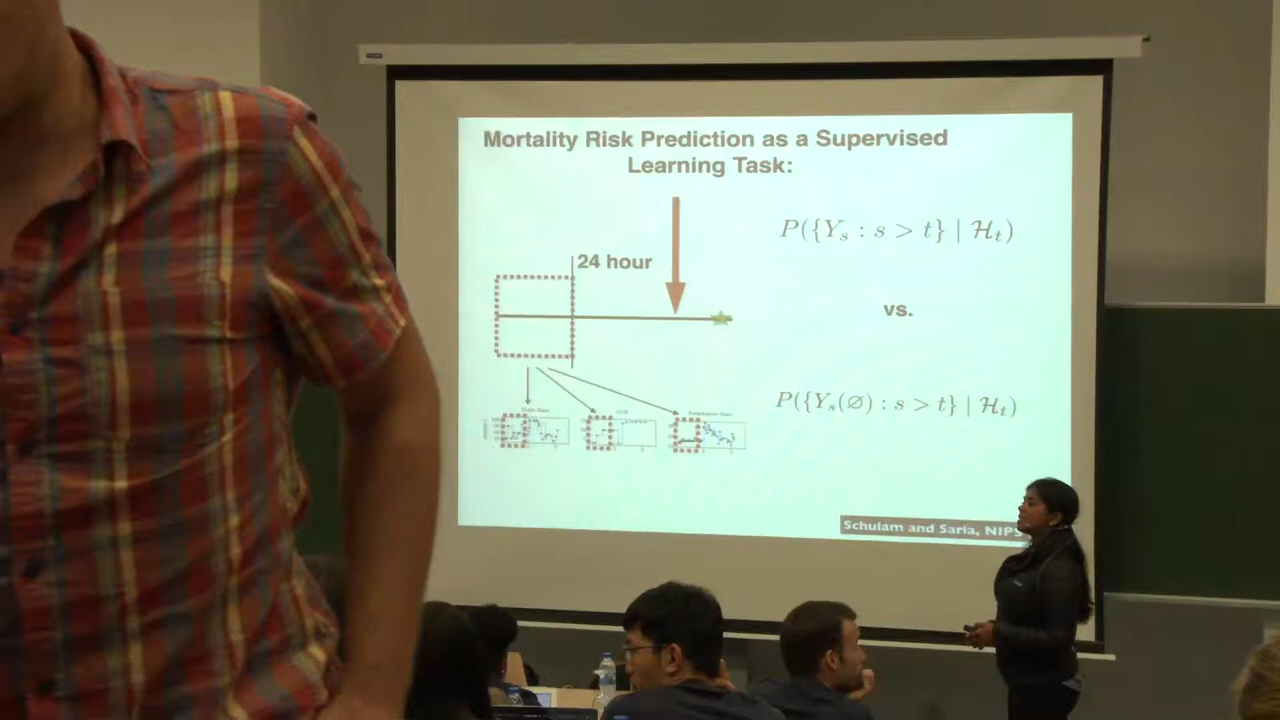 Mortality Risk Prediction as a Supervised
Learning Task:
P({Y_s : s > t} | ℋ_t)
24 hour
vs.
P({Y_s(∅) : s > t} | ℋ_t)
Schulam and Saria, NIPS